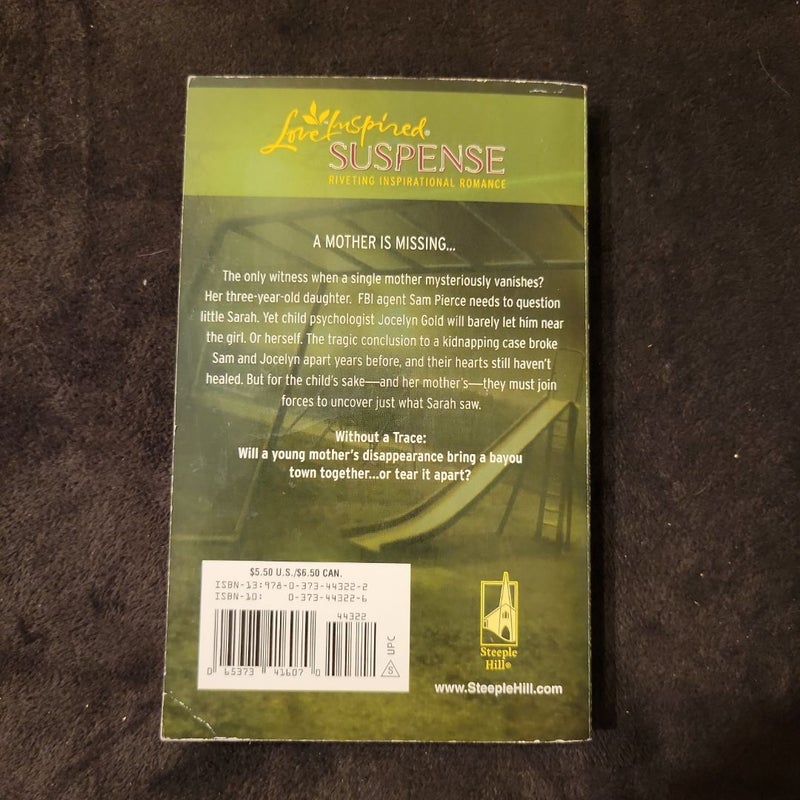 Love Inspired®
SUSPENSE
RIVETING INSPIRATIONAL ROMANCE
A MOTHER IS MISSING...
The only witness when a single mother mysteriously vanishes?
Her three-year-old daughter. FBI agent Sam Pierce needs to question
little Sarah. Yet child psychologist Jocelyn Gold will barely let him near
the girl. Or herself. The tragic conclusion to a kidnapping case broke
Sam and Jocelyn apart years before, and their hearts still haven't
healed. But for the child's sake—and her mother's—they must join
forces to uncover just what Sarah saw.
Without a Trace:
Will a young mother's disappearance bring a bayou
town together...or tear it apart?
$5.50 U.S./$6.50 CAN.
ISBN-13:978-0-373-44322-2
ISBN-10: 0-373-44322-6
44322
0 65373 41607 0
UPC
S
Steeple
Hill®
www.SteepleHill.com